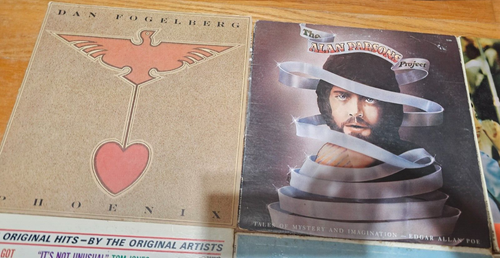 DAN FOGELBERG
PHOENIX
The
ALAN PARSONS
Project
TALES OF MYSTERY AND IMAGINATION — EDGAR ALLAN POE
ORIGINAL HITS—BY THE ORIGINAL ARTISTS
GOT
"IT'S NOT UNUSUAL" TOM